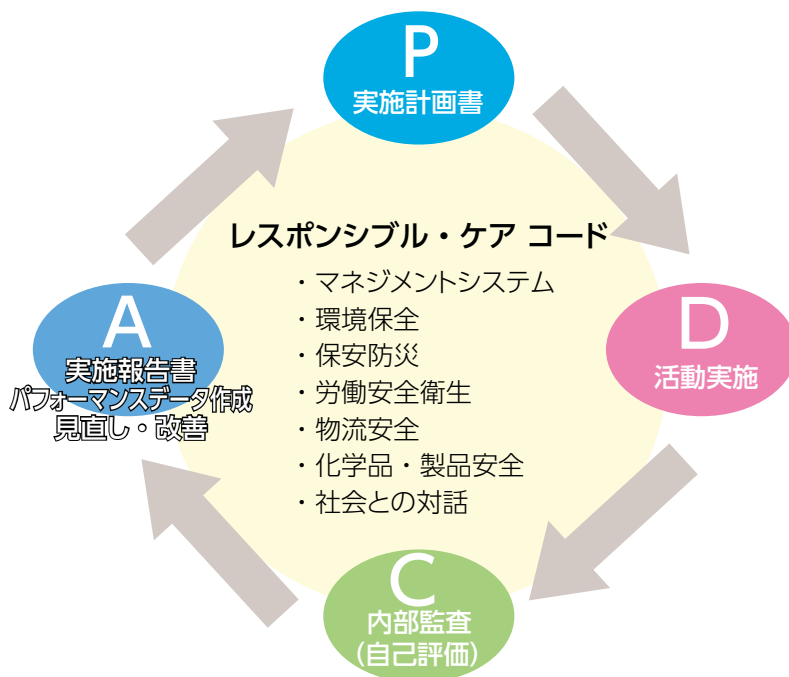 P
実施計画書
レスポンシブル・ケア コード
・マネジメントシステム
・環境保全
・保安防災
・労働安全衛生
・物流安全
・化学品・製品安全
・社会との対話
D
活動実施
C
内部監査
(自己評価)
A
実施報告書
パフォーマンスデータ作成
見直し・改善